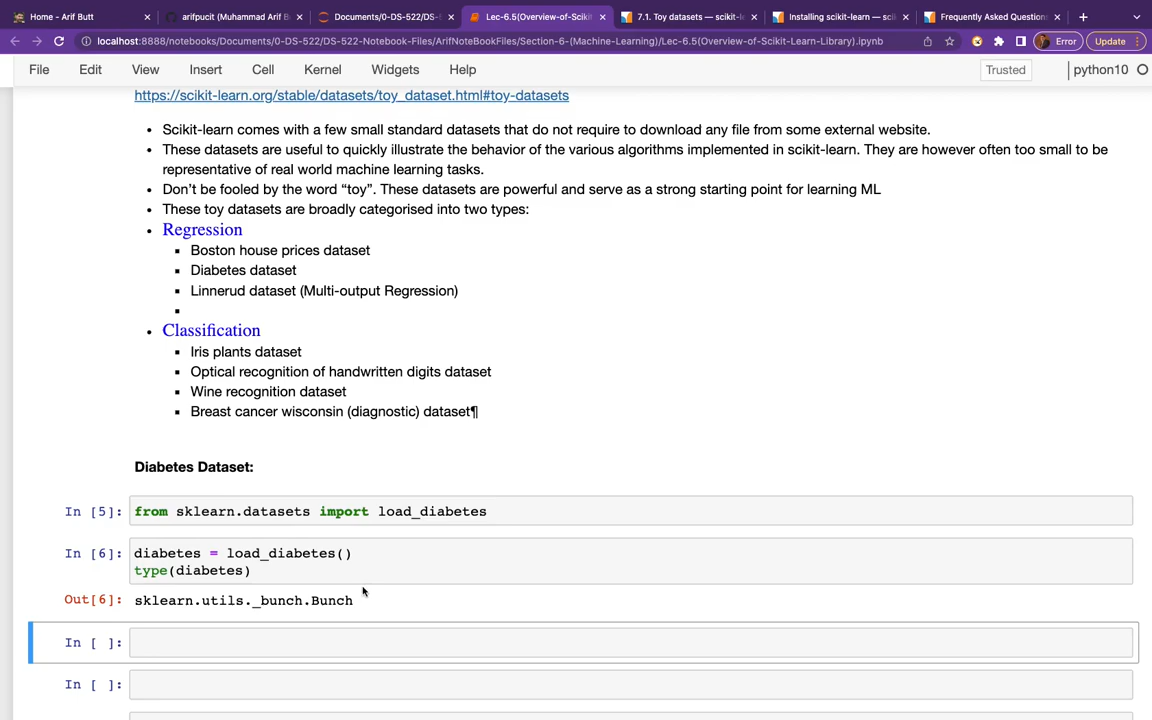 Home - Arif Butt
arifpucit (Muhammad Arif B
Documents/0-DS-522/DS-
Lec-6.5(Overview-of-Sciki
7.1. Toy datasets — scikit-le
Installing scikit-learn — scik
Frequently Asked Questions
localhost:8888/notebooks/Documents/0-DS-522/DS-522-Notebook-Files/ArifNoteBookFiles/Section-6-(Machine-Learning)/Lec-6.5(Overview-of-Scikit-Learn-Library).ipynb
Error
Update
File Edit View Insert Cell Kernel Widgets Help
Trusted
python10
https://scikit-learn.org/stable/datasets/toy_dataset.html#toy-datasets
• Scikit-learn comes with a few small standard datasets that do not require to download any file from some external website.
• These datasets are useful to quickly illustrate the behavior of the various algorithms implemented in scikit-learn. They are however often too small to be
representative of real world machine learning tasks.
• Don't be fooled by the word “toy”. These datasets are powerful and serve as a strong starting point for learning ML
• These toy datasets are broadly categorised into two types:
• Regression
▪ Boston house prices dataset
▪ Diabetes dataset
▪ Linnerud dataset (Multi-output Regression)
▪
• Classification
▪ Iris plants dataset
▪ Optical recognition of handwritten digits dataset
▪ Wine recognition dataset
▪ Breast cancer wisconsin (diagnostic) dataset¶
Diabetes Dataset:
In [5]: from sklearn.datasets import load_diabetes
In [6]: diabetes = load_diabetes()
type(diabetes)
Out[6]: sklearn.utils._bunch.Bunch
In [ ]:
In [ ]: